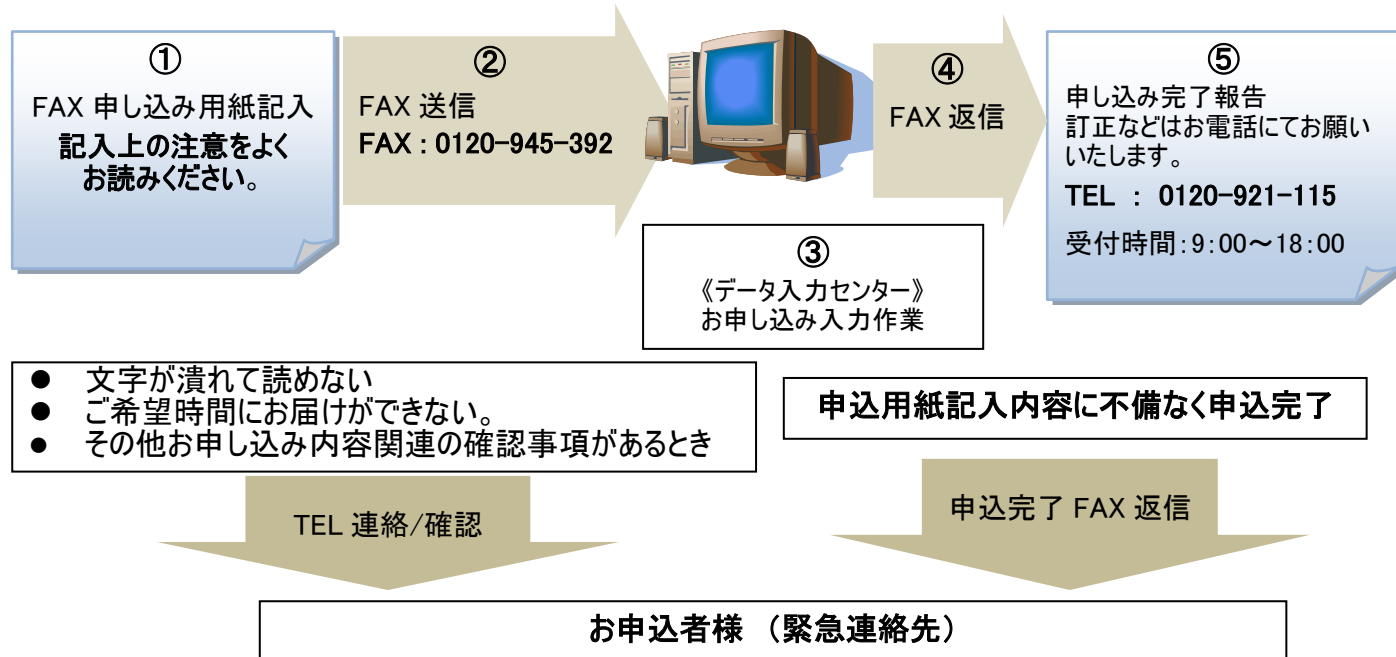 ①
FAX 申し込み用紙記入
記入上の注意をよく
お読みください。
②
FAX 送信
FAX：0120-945-392
③
《データ入力センター》
お申し込み入力作業
④
FAX 返信
⑤
申し込み完了報告
訂正などはお電話にてお願い
いたします。
TEL ： 0120-921-115
受付時間：9:00～18:00
● 文字が潰れて読めない
● ご希望時間にお届けができない。
● その他お申し込み内容関連の確認事項があるとき
申込用紙記入内容に不備なく申込完了
TEL 連絡/確認
申込完了 FAX 返信
お申込者様 （緊急連絡先）